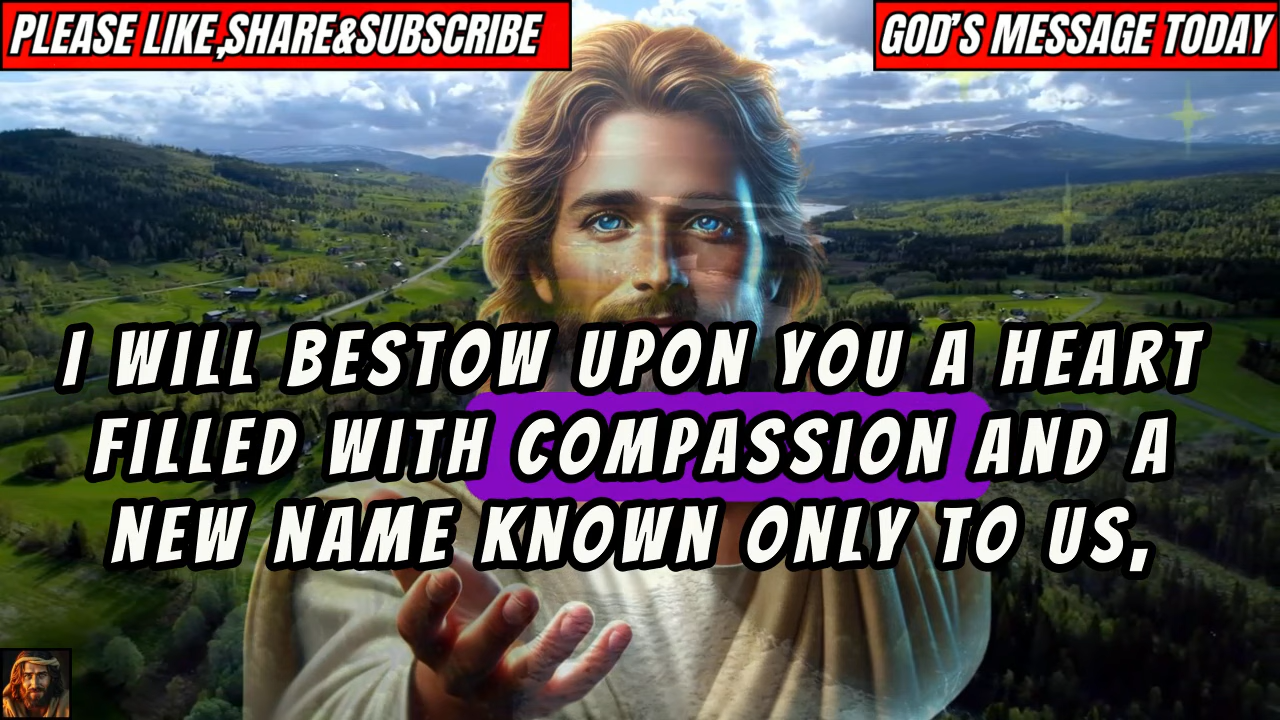 PLEASE LIKE,SHARE&SUBSCRIBE
GOD'S MESSAGE TODAY
I WILL BESTOW UPON YOU A HEART
FILLED WITH COMPASSION AND A
NEW NAME KNOWN ONLY TO US,